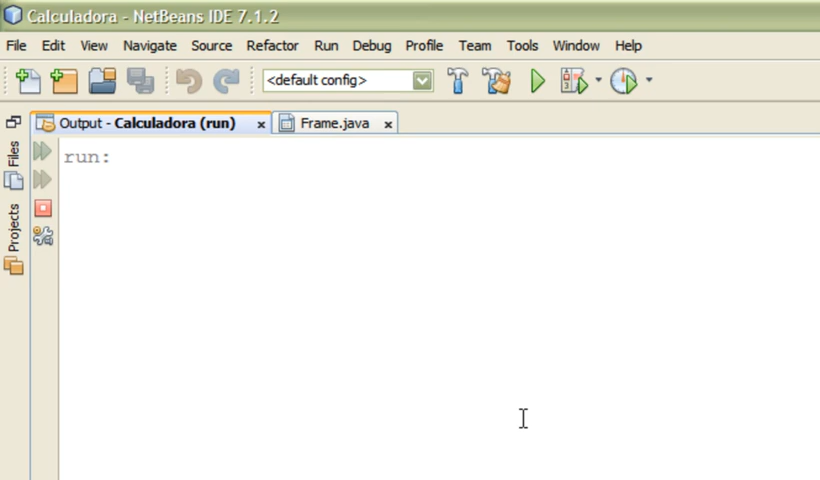 Calculadora - NetBeans IDE 7.1.2
File Edit View Navigate Source Refactor Run Debug Profile Team Tools Window Help
<default config>
Output - Calculadora (run) x Frame.java x
Files
Projects
run: